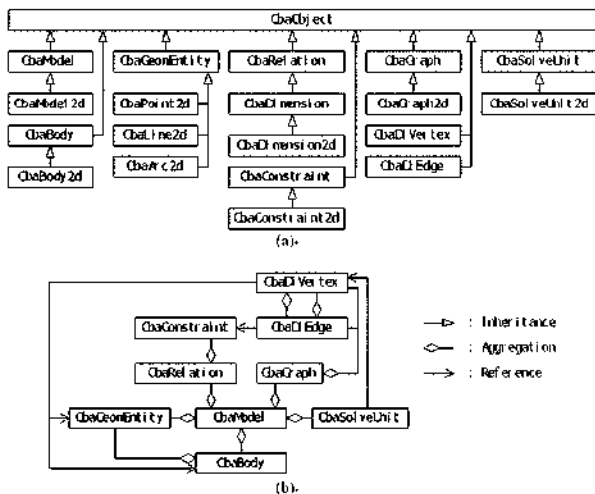 CbaObject
CbaModel
CbaGeomEntity
CbaRelation
CbaGraph
CbaSolveUnit
CbaModel2d
CbaPoint2d
CbaDimension
CbaGraph2d
CbaSolveUnit2d
CbaBody
CbaLine2d
CbaDimension2d
CbaDiVertex
CbaBody2d
CbaArc2d
CbaConstraint
CbaDiEdge
CbaConstraint2d
(a).
CbaDiVertex
CbaConstraint
CbaDiEdge
: Inheritance
CbaRelation
CbaGraph
: Aggregation
: Reference
CbaGeomEntity
CbaModel
CbaSolveUnit
CbaBody
(b).